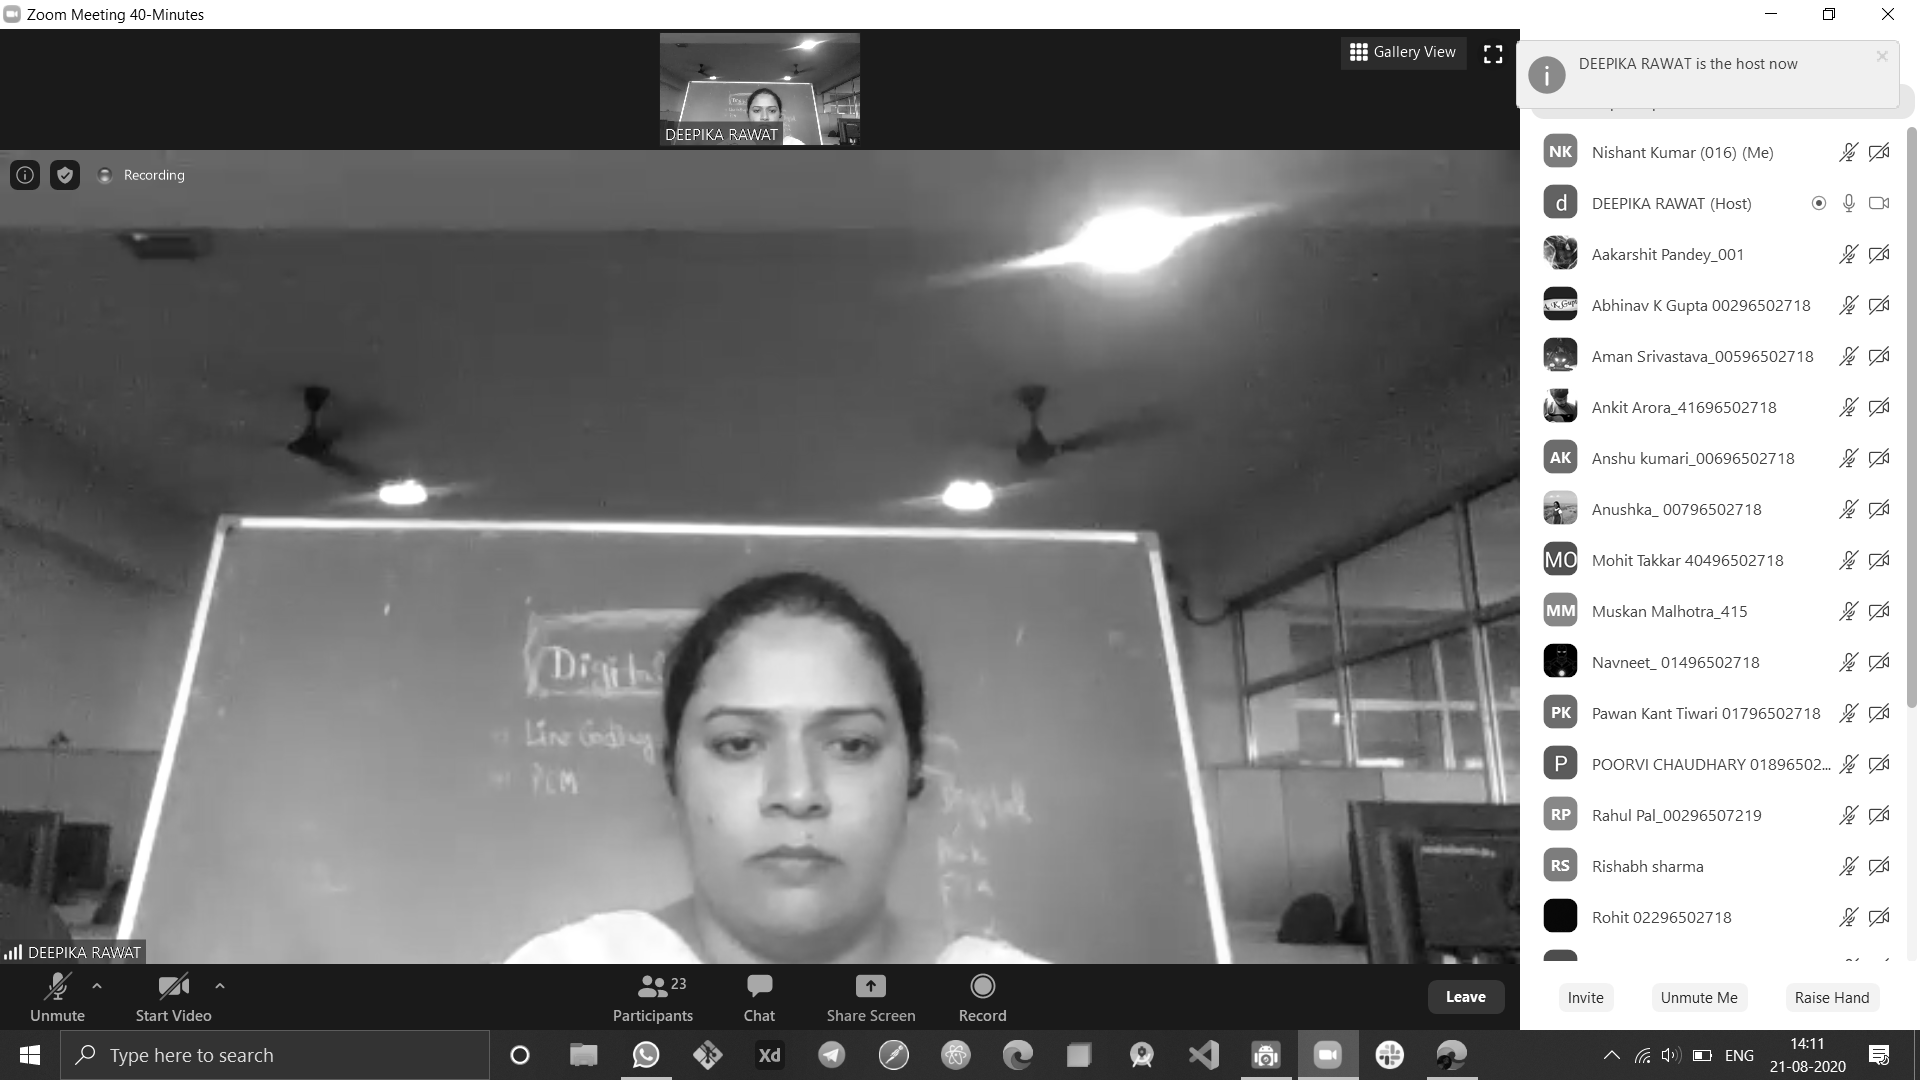 Zoom Meeting 40-Minutes
DEEPIKA RAWAT
Gallery View
DEEPIKA RAWAT is the host now
Recording
Digital
Line Coding
PCM
Digital
DEEPIKA RAWAT
NK Nishant Kumar (016) (Me)
d DEEPIKA RAWAT (Host)
Aakarshit Pandey_001
Abhinav K Gupta 00296502718
Aman Srivastava_00596502718
Ankit Arora_41696502718
AK Anshu kumari_00696502718
Anushka_ 00796502718
MO Mohit Takkar 40496502718
MM Muskan Malhotra_415
Navneet_ 01496502718
PK Pawan Kant Tiwari 01796502718
P POORVI CHAUDHARY 01896502...
RP Rahul Pal_00296507219
RS Rishabh sharma
Rohit 02296502718
Unmute
Start Video
23
Participants
Chat
Share Screen
Record
Leave
Invite
Unmute Me
Raise Hand
Type here to search
Xd
ENG
14:11
21-08-2020